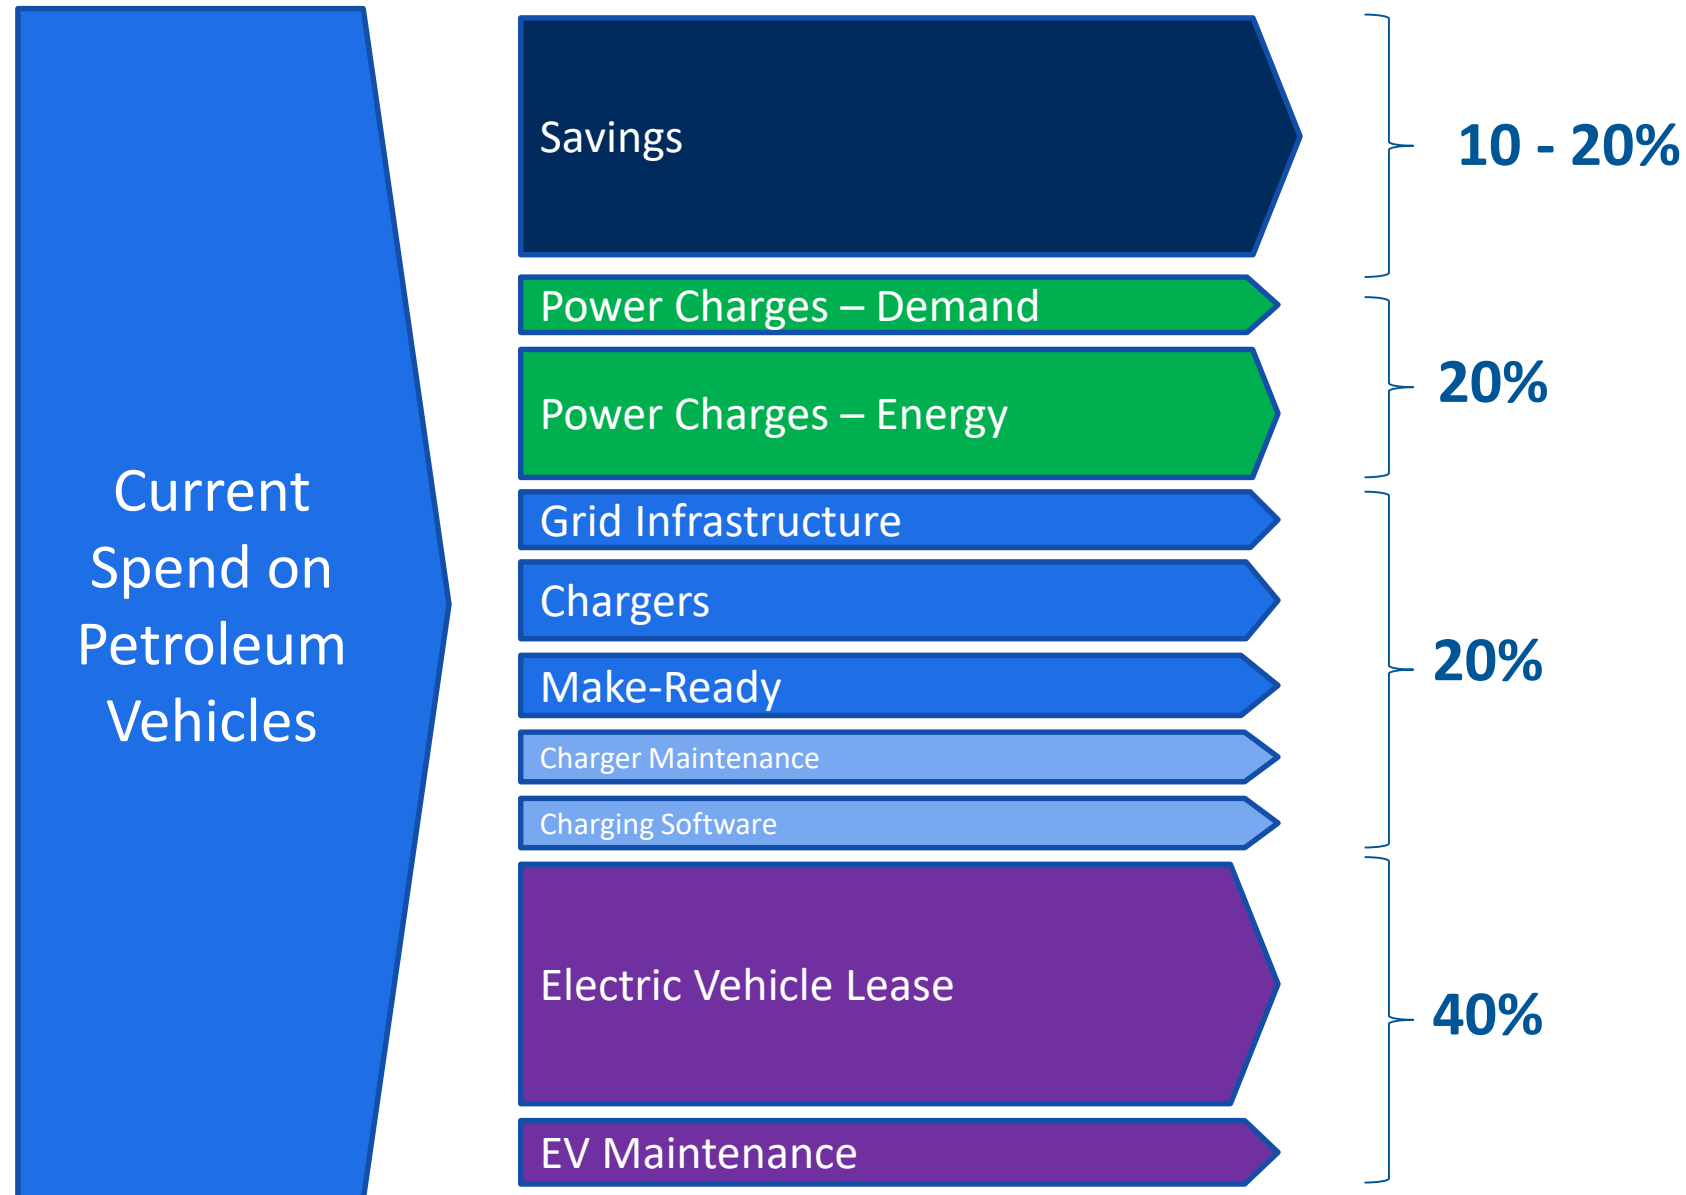 Current
Spend on
Petroleum
Vehicles
Savings
10 - 20%
Power Charges – Demand
Power Charges – Energy
20%
Grid Infrastructure
Chargers
Make-Ready
Charger Maintenance
Charging Software
20%
Electric Vehicle Lease
EV Maintenance
40%